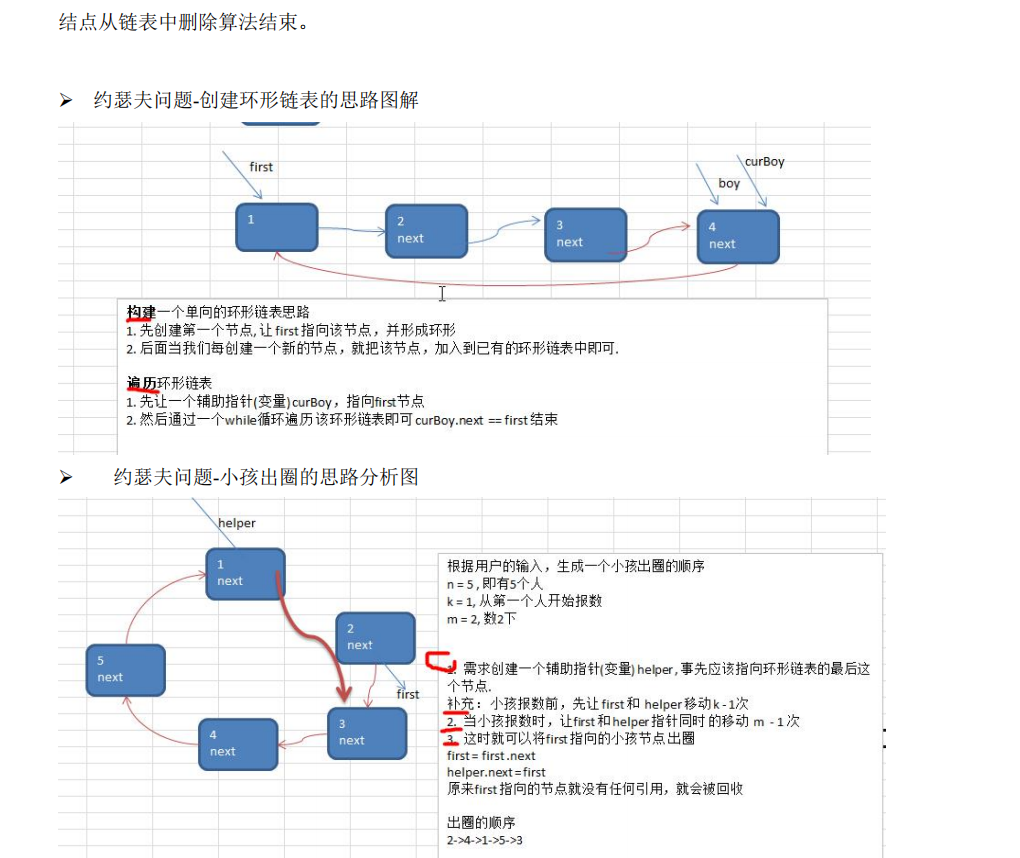 结点从链表中删除算法结束。
➢ 约瑟夫问题-创建环形链表的思路图解
first
curBoy
boy
1
2
next
3
next
4
next
构建一个单向的环形链表思路
1. 先创建第一个节点, 让 first 指向该节点，并形成环形
2. 后面当我们每创建一个新的节点，就把该节点，加入到已有的环形链表中即可.
遍历环形链表
1. 先让一个辅助指针(变量) curBoy，指向first节点
2. 然后通过一个while循环遍历 该环形链表即可 curBoy.next == first 结束
➢ 约瑟夫问题-小孩出圈的思路分析图
helper
1
next
2
next
5
next
first
3
next
4
next
根据用户的输入，生成一个小孩出圈的顺序
n = 5 , 即有5个人
k = 1, 从第一个人开始报数
m = 2, 数2下
1. 需求创建一个辅助指针(变量) helper , 事先应该指向环形链表的最后这
个节点.
补充：小孩报数前，先让 first 和 helper 移动 k - 1次
2. 当小孩报数时，让first 和 helper 指针同时 的移动 m - 1 次
3. 这时就可以将first 指向的小孩节点 出圈
first = first .next
helper.next = first
原来first 指向的节点就没有任何引用，就会被回收
出圈的顺序
2->4->1->5->3